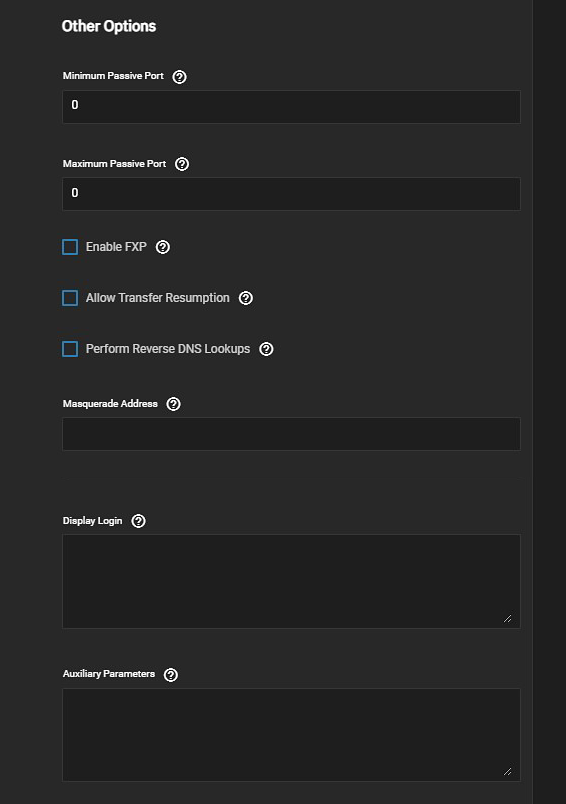 Other Options
Minimum Passive Port
0
Maximum Passive Port
0
Enable FXP
Allow Transfer Resumption
Perform Reverse DNS Lookups
Masquerade Address
Display Login
Auxiliary Parameters